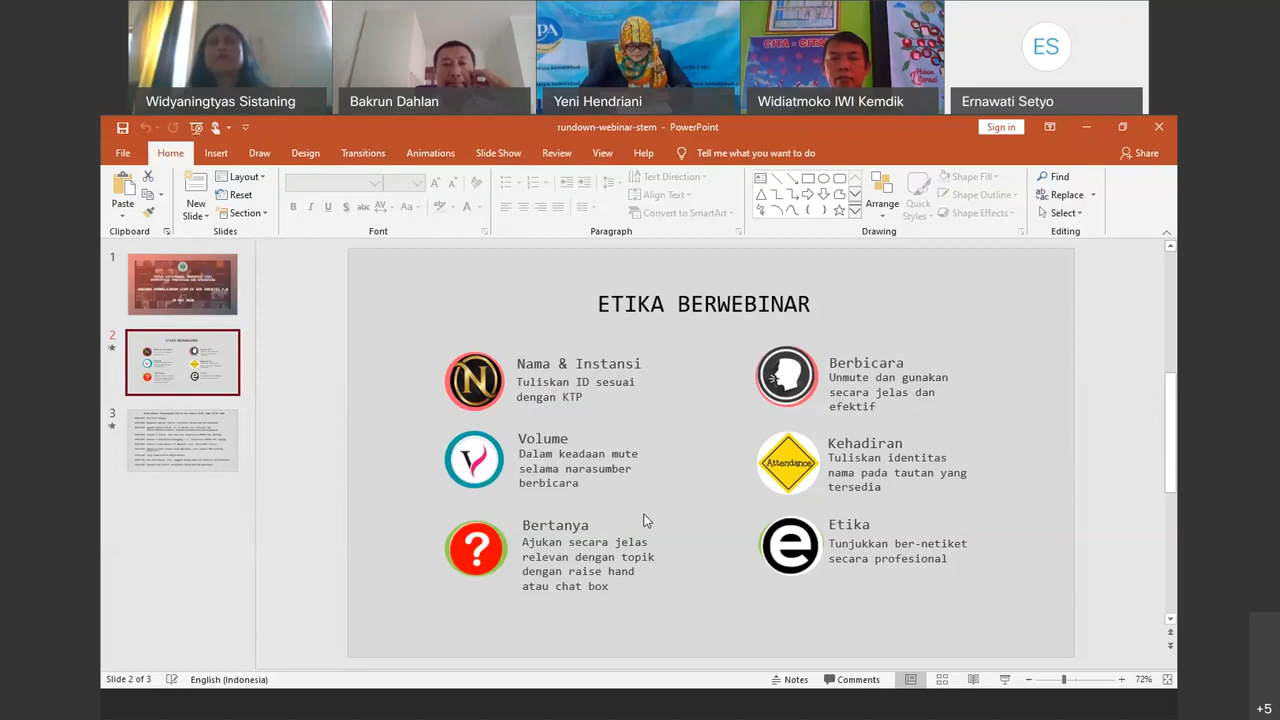 PA
CITA - CITA
ES
Widyaningtyas Sistaning
Bakrun Dahlan
Yeni Hendriani
Widiatmoko IWI Kemdik
Ernawati Setyo
rundown-webinar-stem - PowerPoint
Sign in
File Home Insert Draw Design Transitions Animations Slide Show Review View Help Tell me what you want to do Share
Paste
New Slide
Layout
Reset
Section
Text Direction
Align Text
Convert to SmartArt
Arrange
Quick Styles
Shape Fill
Shape Outline
Shape Effects
Find
Replace
Select
Clipboard Slides Font Paragraph Drawing Editing
1
2
3
ETIKA BERWEBINAR
N
Nama & Instansi
Tuliskan ID sesuai
dengan KTP
V
Volume
Dalam keadaan mute
selama narasumber
berbicara
?
Bertanya
Ajukan secara jelas
relevan dengan topik
dengan raise hand
atau chat box
Berbicara
Unmute dan gunakan
secara jelas dan
efektif
Attendance
Kehadiran
Tuliskan identitas
nama pada tautan yang
tersedia
e
Etika
Tunjukkan ber-netiket
secara profesional
Slide 2 of 3 English (Indonesia) Notes Comments 72%
+5